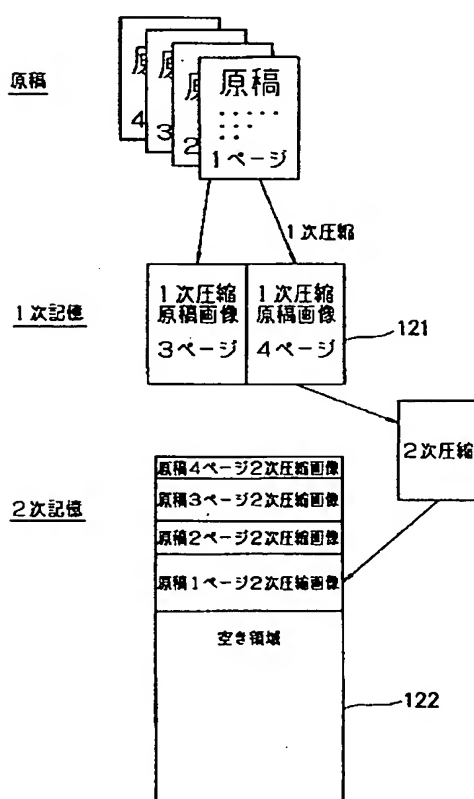 原稿
原
4
原
3
原
2
原稿
1ページ
1次圧縮
1次記憶
1次圧縮
原稿画像
3ページ
1次圧縮
原稿画像
4ページ
121
2次圧縮
2次記憶
原稿4ページ2次圧縮画像
原稿3ページ2次圧縮画像
原稿2ページ2次圧縮画像
原稿1ページ2次圧縮画像
空き領域
122